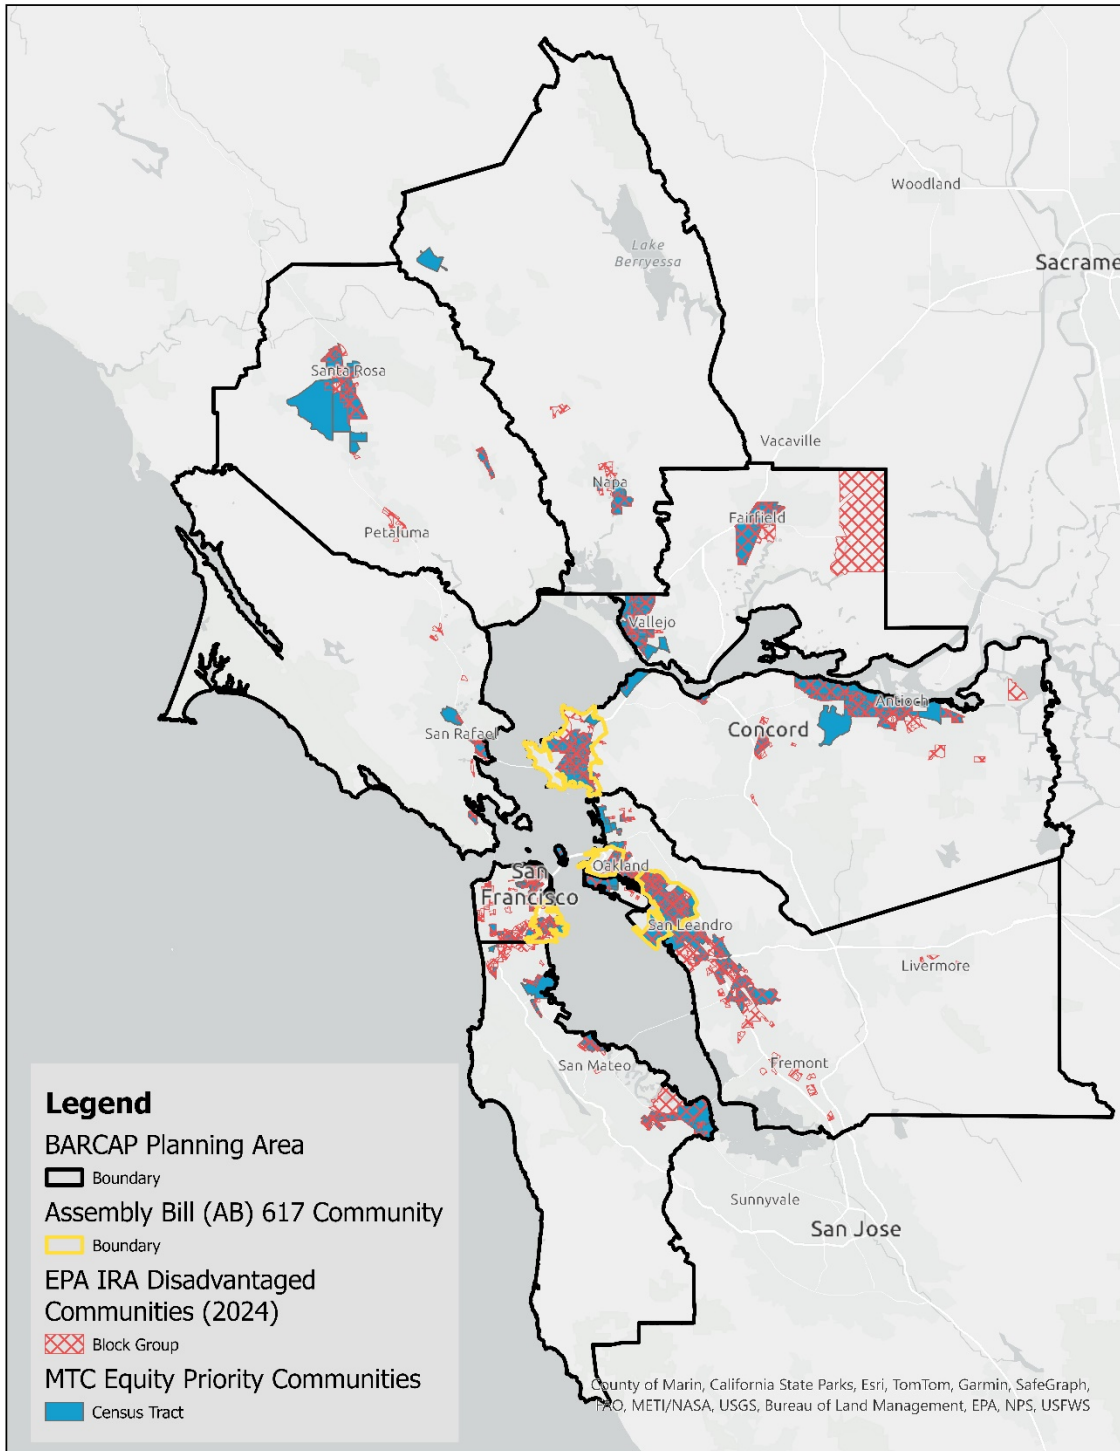 Woodland
Lake
Berryessa
Sacrame
Santa Rosa
Vacaville
Napa
Petaluma
Fairfield
Vallejo
Antioch
San Rafael
Concord
Oakland
San
Francisco
San Leandro
Livermore
San Mateo
Fremont
Sunnyvale
San Jose
Legend
BARCAP Planning Area
Boundary
Assembly Bill (AB) 617 Community
Boundary
EPA IRA Disadvantaged
Communities (2024)
Block Group
MTC Equity Priority Communities
Census Tract
County of Marin, California State Parks, Esri, TomTom, Garmin, SafeGraph,
FAO, METI/NASA, USGS, Bureau of Land Management, EPA, NPS, USFWS